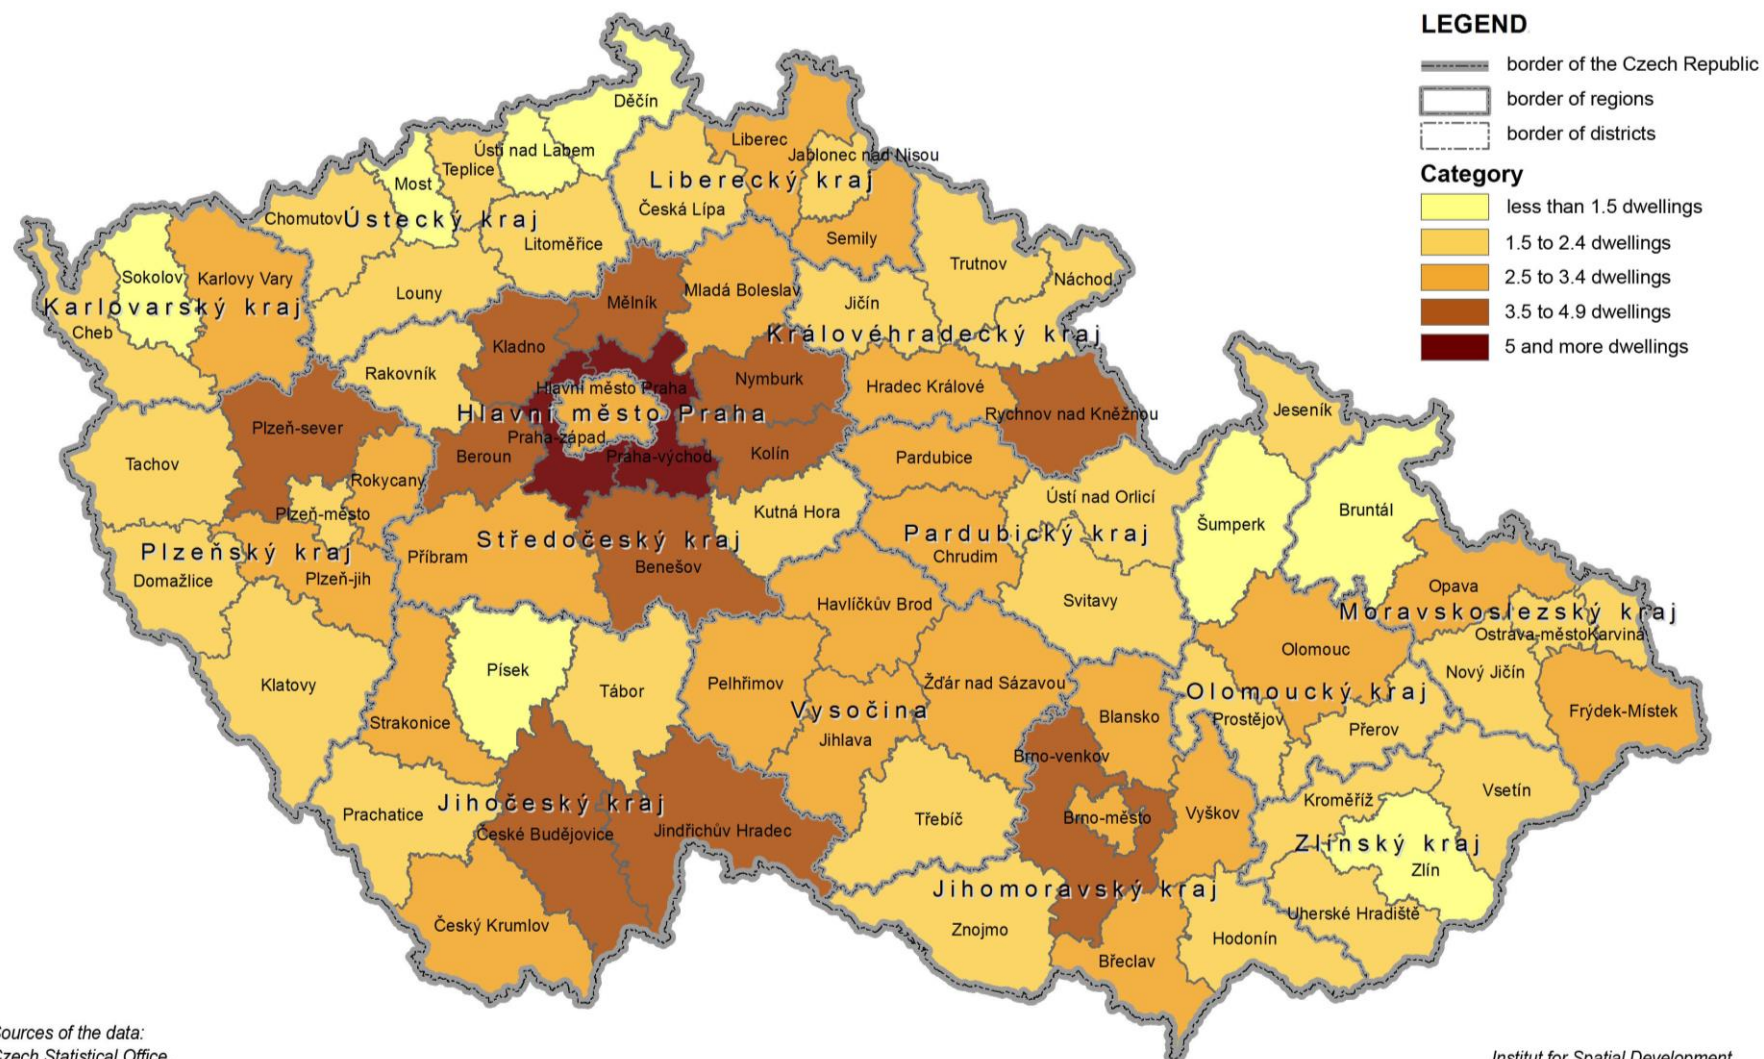 LEGEND
border of the Czech Republic
border of regions
border of districts
Category
less than 1.5 dwellings
1.5 to 2.4 dwellings
2.5 to 3.4 dwellings
3.5 to 4.9 dwellings
5 and more dwellings
Děčín
Liberec
Ústí nad Labem
Jablonec nad Nisou
Teplice
Most
Liberecký kraj
Česká Lípa
Chomutov
Ústecký kraj
Litoměřice
Semily
Trutnov
Náchod
Sokolov
Karlovy Vary
Louny
Mělník
Mladá Boleslav
Jičín
Karlovarský kraj
Cheb
Královéhradecký kraj
Kladno
Rakovník
Hlavní město Praha
Nymburk
Hradec Králové
Rychnov nad Kněžnou
Jeseník
Hlavní město Praha
Plzeň-sever
Praha-západ
Beroun
Praha-východ
Kolín
Pardubice
Tachov
Rokycany
Ústí nad Orlicí
Plzeň-město
Kutná Hora
Šumperk
Bruntál
Plzeňský kraj
Středočeský kraj
Pardubický kraj
Chrudim
Domažlice
Plzeň-jih
Příbram
Benešov
Opava
Havlíčkův Brod
Svitavy
Moravskoslezský kraj
Ostrava-město
Karviná
Olomouc
Nový Jičín
Klatovy
Písek
Tábor
Pelhřimov
Žďár nad Sázavou
Olomoucký kraj
Vysočina
Strakonice
Jihlava
Blansko
Prostějov
Přerov
Frýdek-Místek
Brno-venkov
Vsetín
Jihočeský kraj
Prachatice
České Budějovice
Jindřichův Hradec
Třebíč
Brno-město
Vyškov
Kroměříž
Zlínský kraj
Zlín
Jihomoravský kraj
Český Krumlov
Znojmo
Uherské Hradiště
Hodonín
Břeclav
Sources of the data:
Czech Statistical Office
Institut for Spatial Development